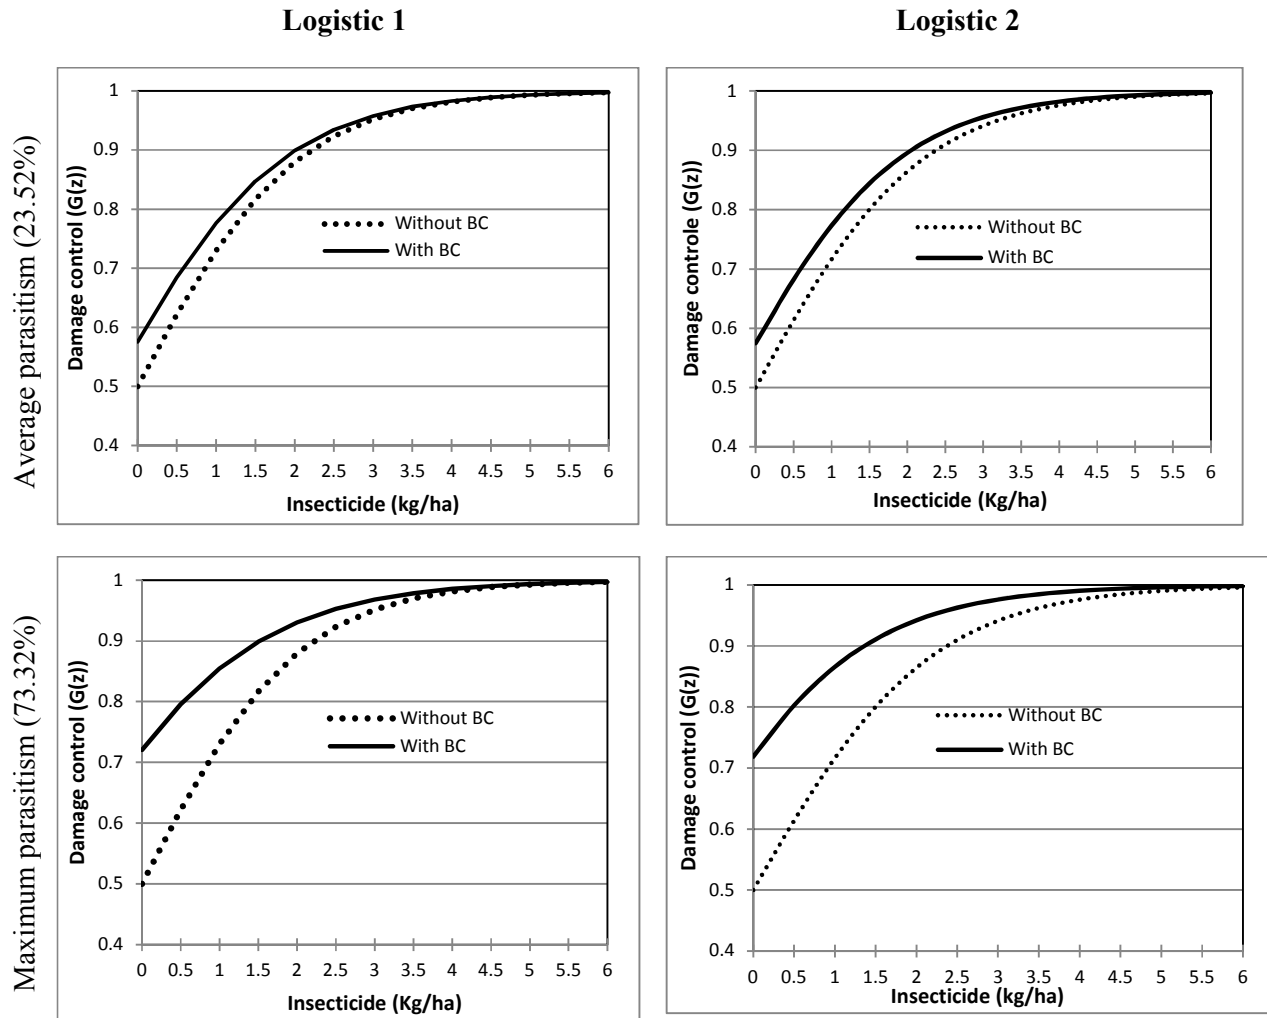 Logistic 1
Logistic 2
Average parasitism (23.52%)
Damage control (G(z))
1
0.9
0.8
0.7
0.6
0.5
0.4
Without BC
With BC
0 0.5 1 1.5 2 2.5 3 3.5 4 4.5 5 5.5 6
Insecticide (kg/ha)
Damage controle (G(z))
1
0.9
0.8
0.7
0.6
0.5
0.4
Without BC
With BC
0 0.5 1 1.5 2 2.5 3 3.5 4 4.5 5 5.5 6
Insecticide (Kg/ha)
Maximum parasitism (73.32%)
Damage control (G(z))
1
0.9
0.8
0.7
0.6
0.5
0.4
Without BC
With BC
0 0.5 1 1.5 2 2.5 3 3.5 4 4.5 5 5.5 6
Insecticide (Kg/ha)
Damage control (G(z))
1
0.9
0.8
0.7
0.6
0.5
0.4
Without BC
With BC
0 0.5 1 1.5 2 2.5 3 3.5 4 4.5 5 5.5 6
Insecticide (Kg/ha)